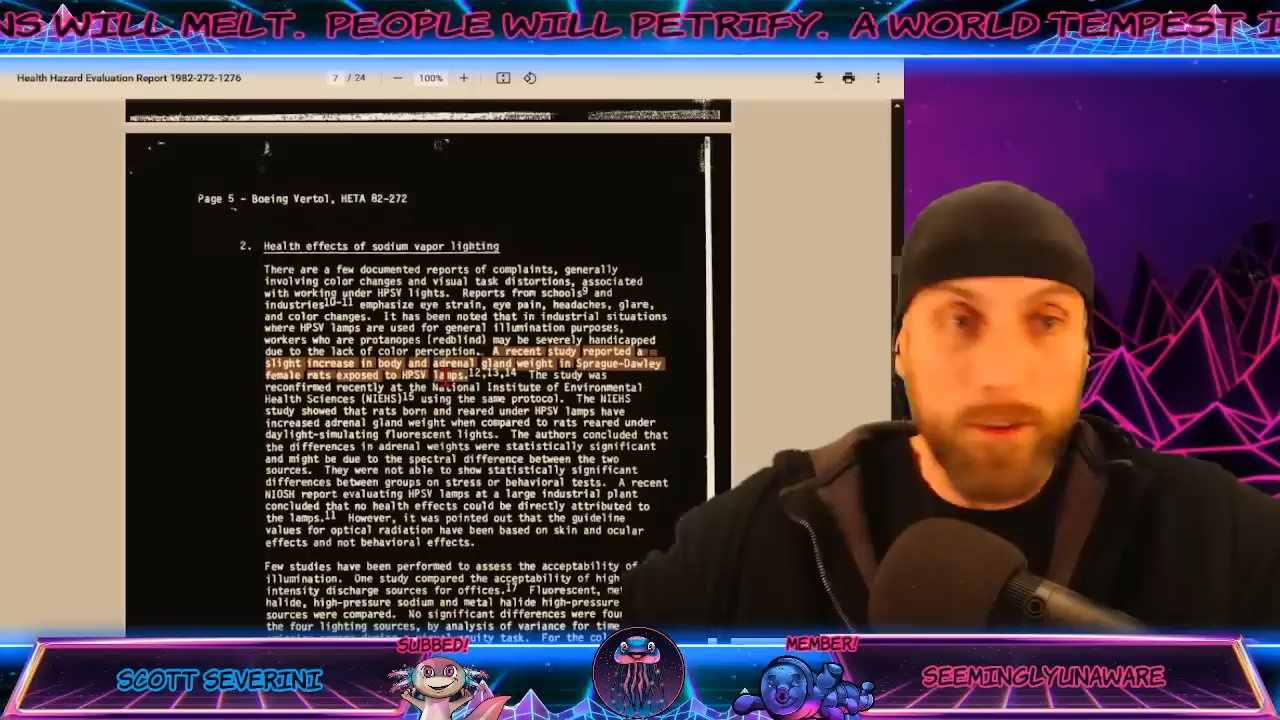 NS WILL MELT. PEOPLE WILL PETRIFY. A WORLD TEMPEST I
Health Hazard Evaluation Report 1982-272-1276
7 / 24
100%
Page 5 - Boeing Vertol, HETA 82-272
2. Health effects of sodium vapor lighting
There are a few documented reports of complaints, generally
involving color changes and visual task distortions, associated
with working under HPSV lights. Reports from schools9 and
industries10-11 emphasize eye strain, eye pain, headaches, glare,
and color changes. It has been noted that in industrial situations
where HPSV lamps are used for general illumination purposes,
workers who are protanopes (redblind) may be severely handicapped
due to the lack of color perception. A recent study reported a
slight increase in body and adrenal gland weight in Sprague-Dawley
female rats exposed to HPSV lamps.12,13,14 The study was
reconfirmed recently at the National Institute of Environmental
Health Sciences (NIEHS)15 using the same protocol. The NIEHS
study showed that rats born and reared under HPSV lamps have
increased adrenal gland weight when compared to rats reared under
daylight-simulating fluorescent lights. The authors concluded that
the differences in adrenal weights were statistically significant
and might be due to the spectral difference between the two
sources. They were not able to show statistically significant
differences between groups on stress or behavioral tests. A recent
NIOSH report evaluating HPSV lamps at a large industrial plant
concluded that no health effects could be directly attributed to
the lamps.11 However, it was pointed out that the guideline
values for optical radiation have been based on skin and ocular
effects and not behavioral effects.
Few studies have been performed to assess the acceptability of
illumination. One study compared the acceptability of high
intensity discharge sources for offices.17 Fluorescent, me
halide, high-pressure sodium and metal halide high-pressure
sources were compared. No significant differences were fou
the four lighting sources, by analysis of variance for time
SUBBED!
MEMBER!
SCOTT SEVERINI
SEEMINGLYUNAWARE